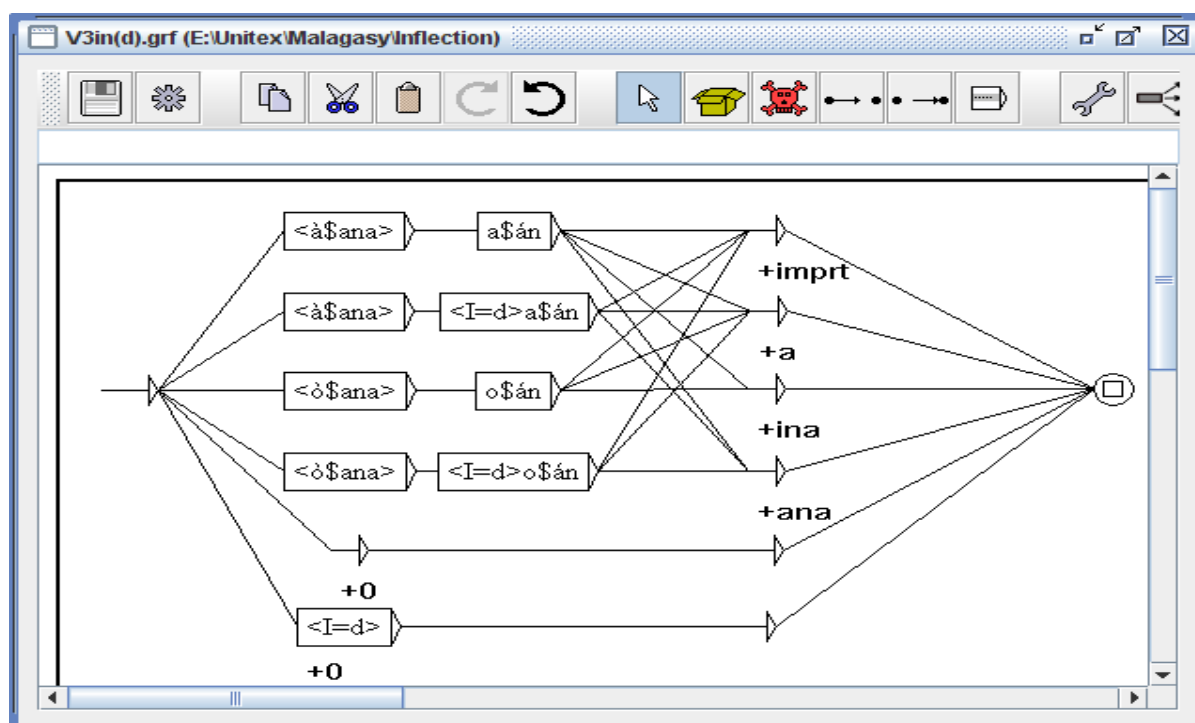 V3in(d).grf (E:\Unitex\Malagasy\Inflection)
<à$ana> a$án
+imprt
<à$ana> <I=d>a$án
+a
<ò$ana> o$án
+ina
<ò$ana> <I=d>o$án
+ana
+0
<I=d>
+0